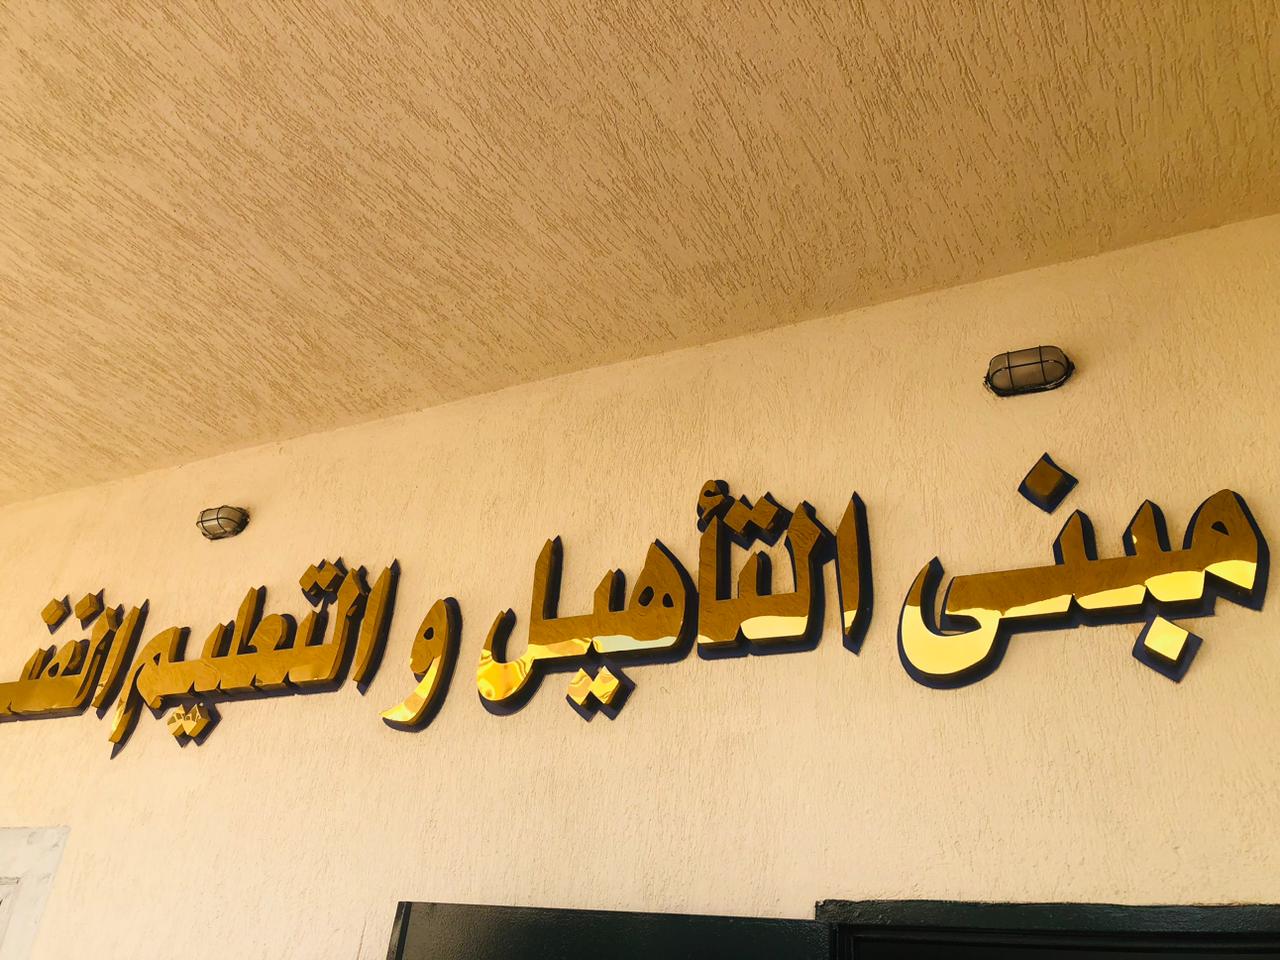 مبنى التأهيل و التعليم